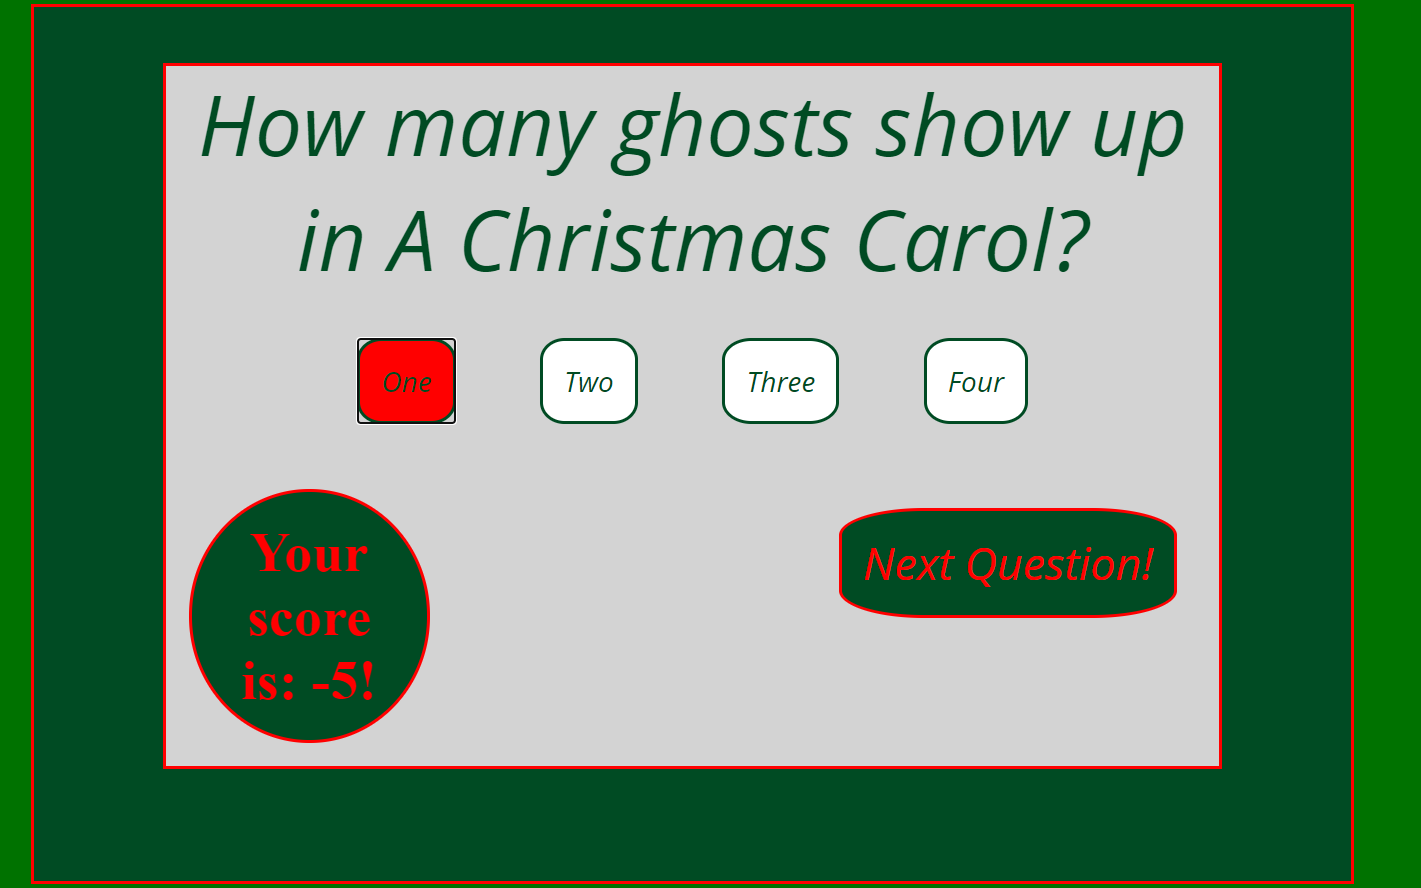 How many ghosts show up
in A Christmas Carol?
One
Two
Three
Four
Your
score
is: -5!
Next Question!